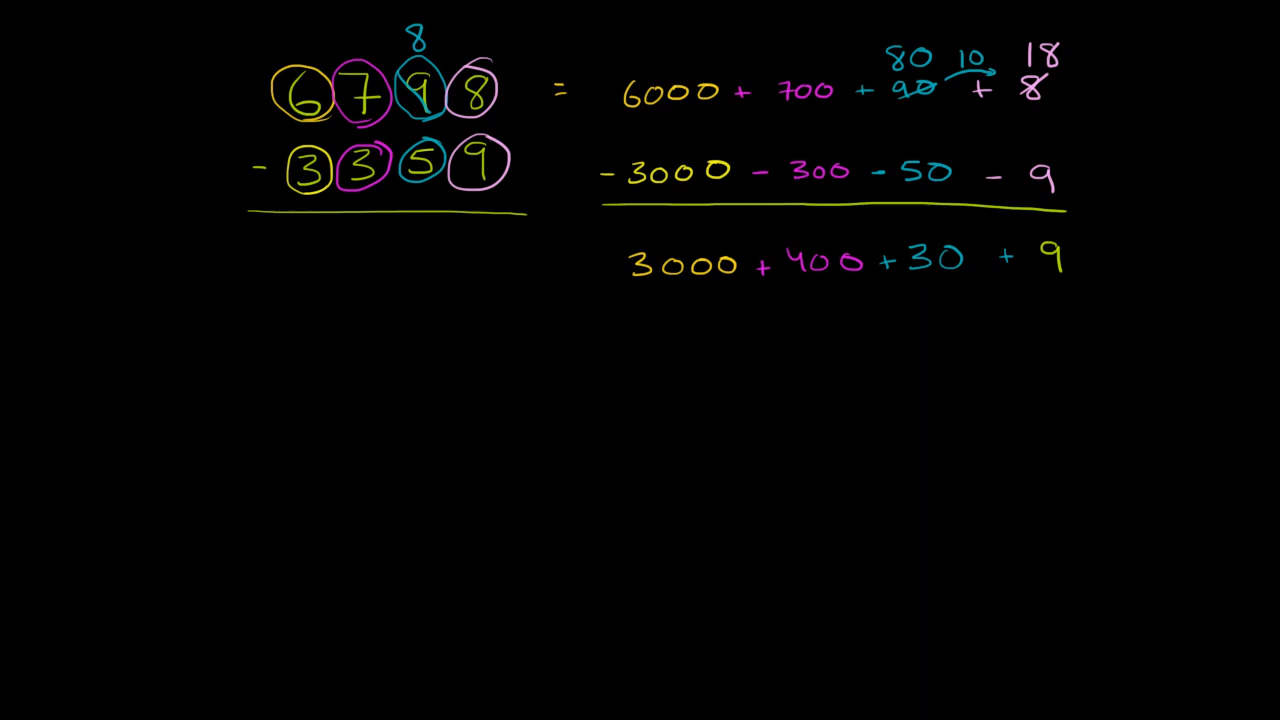 8 80 10 18
6798 = 6000 + 700 + 90 + 8
- 3359 - 3000 - 300 - 50 - 9
3000 + 400 + 30 + 9